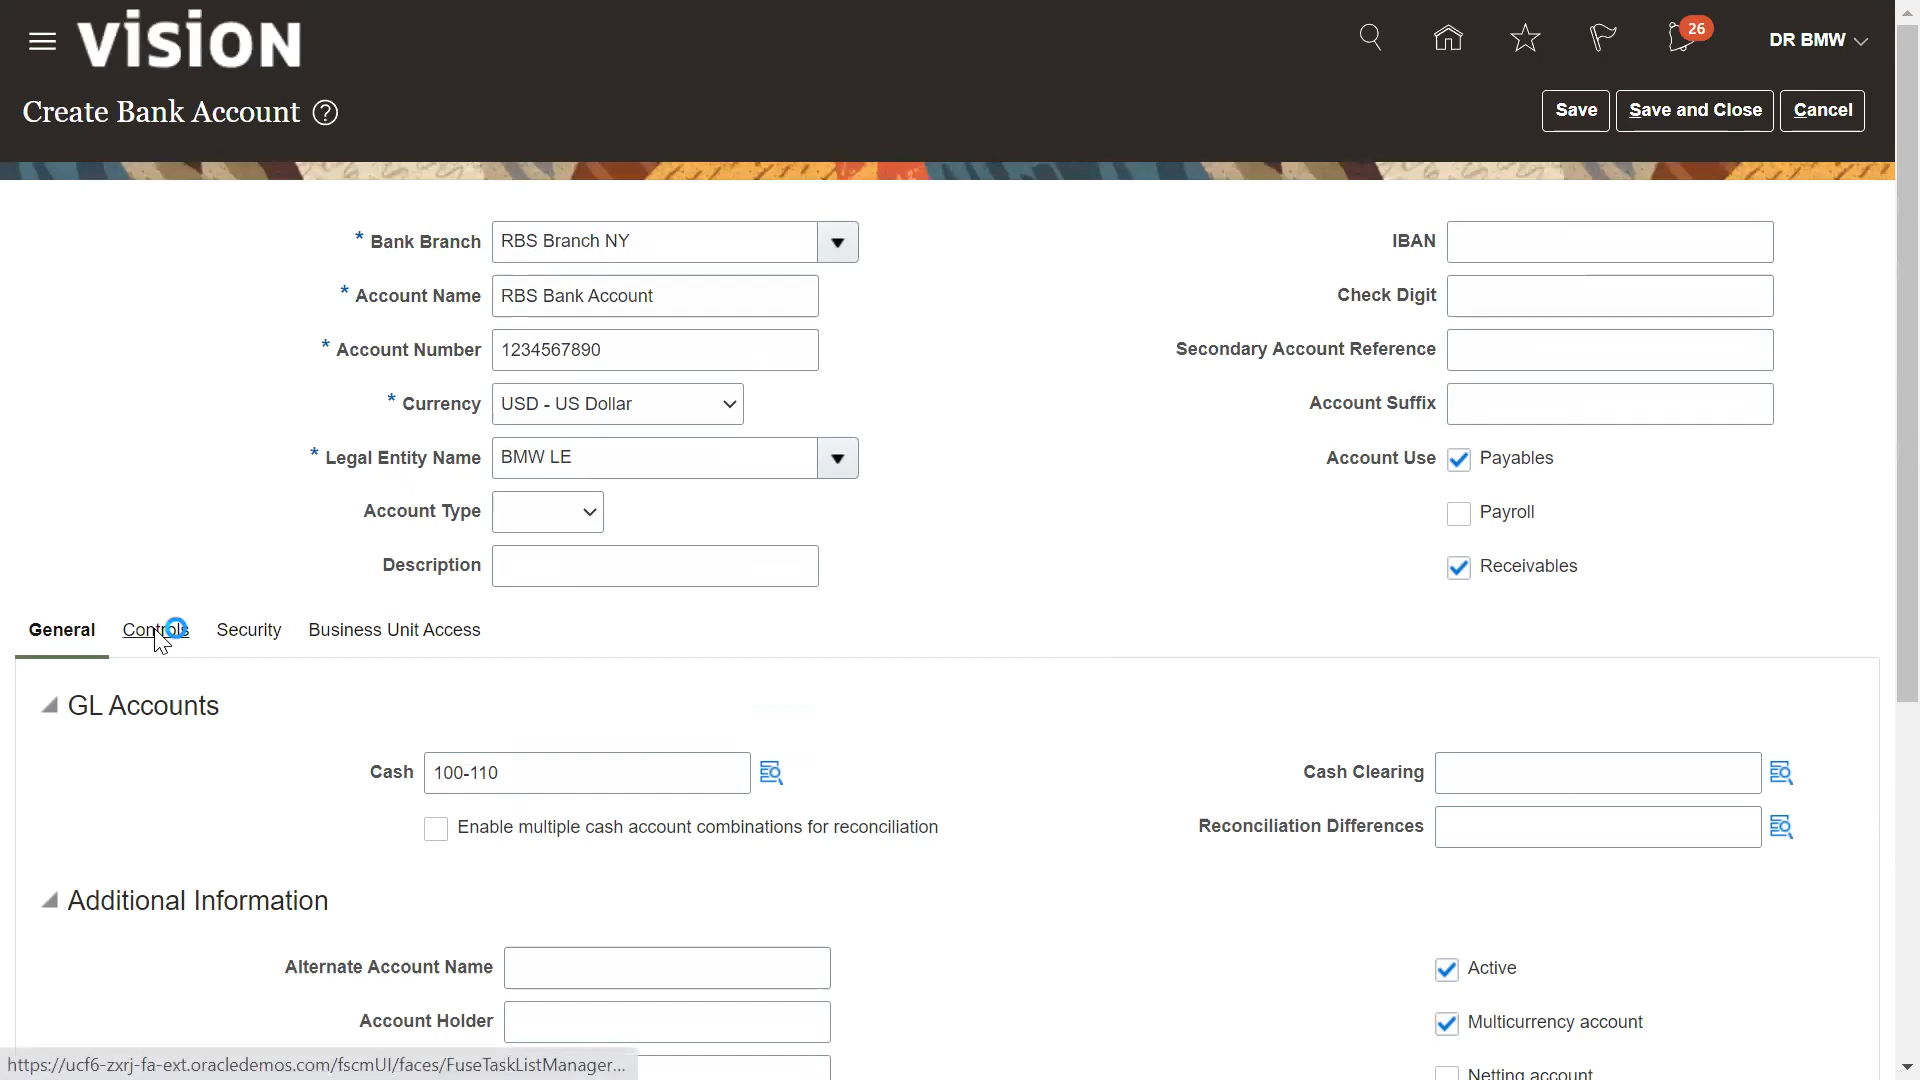 vision
26
DR BMW
Create Bank Account ?
Save
Save and Close
Cancel
* Bank Branch RBS Branch NY
IBAN
* Account Name RBS Bank Account
Check Digit
* Account Number 1234567890
Secondary Account Reference
* Currency USD - US Dollar
Account Suffix
* Legal Entity Name BMW LE
Account Use Payables
Account Type
Payroll
Description
Receivables
General Controls Security Business Unit Access
GL Accounts
Cash 100-110
Cash Clearing
Enable multiple cash account combinations for reconciliation
Reconciliation Differences
Additional Information
Alternate Account Name
Active
Account Holder
Multicurrency account
https://ucf6-zxrj-fa-ext.oracledemos.com/fscmUI/faces/FuseTaskListManager...
Netting account